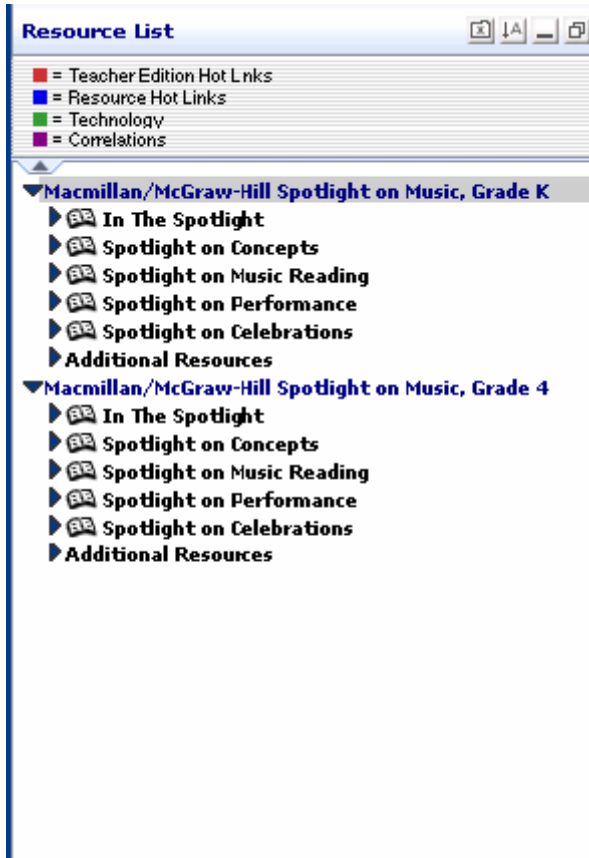 Resource List
= Teacher Edition Hot Lnks
= Resource Hot Links
= Technology
= Correlations
Macmillan/McGraw-Hill Spotlight on Music, Grade K
In The Spotlight
Spotlight on Concepts
Spotlight on Music Reading
Spotlight on Performance
Spotlight on Celebrations
Additional Resources
Macmillan/McGraw-Hill Spotlight on Music, Grade 4
In The Spotlight
Spotlight on Concepts
Spotlight on Music Reading
Spotlight on Performance
Spotlight on Celebrations
Additional Resources